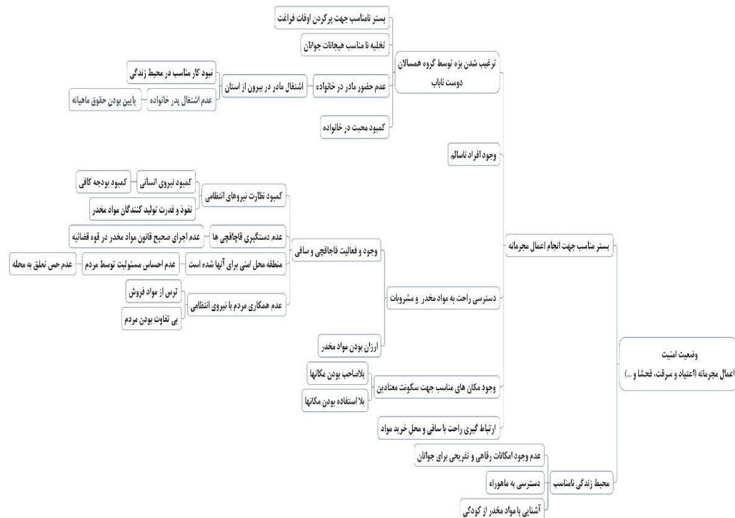 وضعیت امنیت
اعمال مجرمانه (اعتیاد و سرقت، فحشا و ...)
بستر مناسب جهت انجام اعمال مجرمانه
ترغیب شدن بزه توسط گروه همسالان
دوست ناباب
بستر نامناسب جهت پر کردن اوقات فراغت
تخلیه نا مناسب هیجانات جوانان
عدم حضور مادر در خانواده
اشتغال مادر در بیرون از استان
نبود کار مناسب در محیط زندگی
عدم اشتغال پدر خانواده
پایین بودن حقوق ماهیانه
کمبود محبت در خانواده
وجود افراد ناسالم
دسترسی راحت به مواد مخدر و مشروبات
وجود و فعالیت قاچاقچی و ساقی
کمبود نظارت نیروهای انتظامی
کمبود نیروی انسانی
کمبود بودجه کافی
نفوذ و قدرت تولید کنندگان مواد مخدر
عدم دستگیری قاچاقچی ها
عدم اجرای صحیح قانون مواد مخدر در قوه قضائیه
منطقه محل امنی برای آنها شده است
عدم احساس مسئولیت توسط مردم
عدم حس تعلق به محله
عدم همکاری مردم با نیروی انتظامی
ترس از مواد فروش
بی تفاوت بودن مردم
ارزان بودن مواد مخدر
وجود مکان های مناسب جهت سکونت معتادین
بلاصاحب بودن مکانها
بلا استفاده بودن مکانها
ارتباط گیری راحت با ساقی و محل خرید مواد
محیط زندگی نامناسب
عدم وجود امکانات رفاهی و تفریحی برای جوانان
دسترسی به ماهوراه
آشنایی با مواد مخدر از کودکی